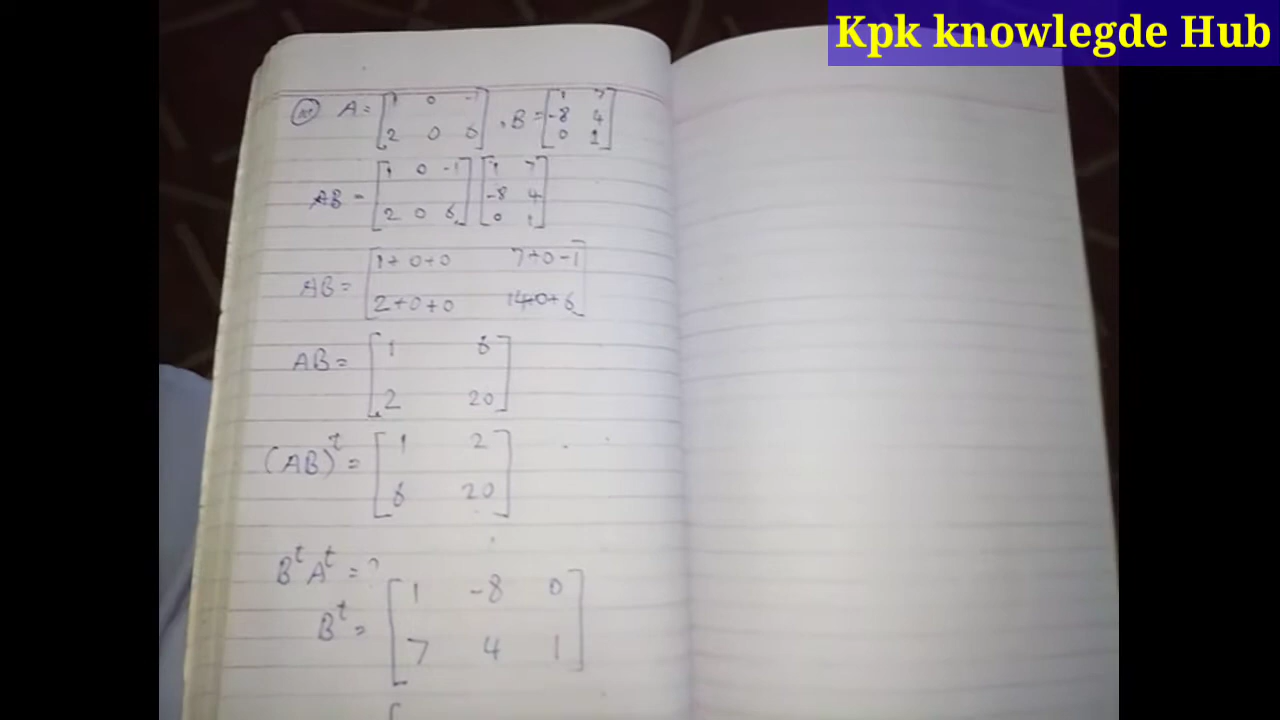 Kpk knowlegde Hub
A = [1 0 -1
2 0 6] , B = [1 7
-8 4
0 1]
AB = [1 0 -1
2 0 6] [1 7
-8 4
0 1]
AB = [1+0+0 7+0-1
2+0+0 14+0+6]
AB = [1 6
2 20]
(AB)^t = [1 2
6 20]
B^t A^t = ?
B^t = [1 -8 0
7 4 1]